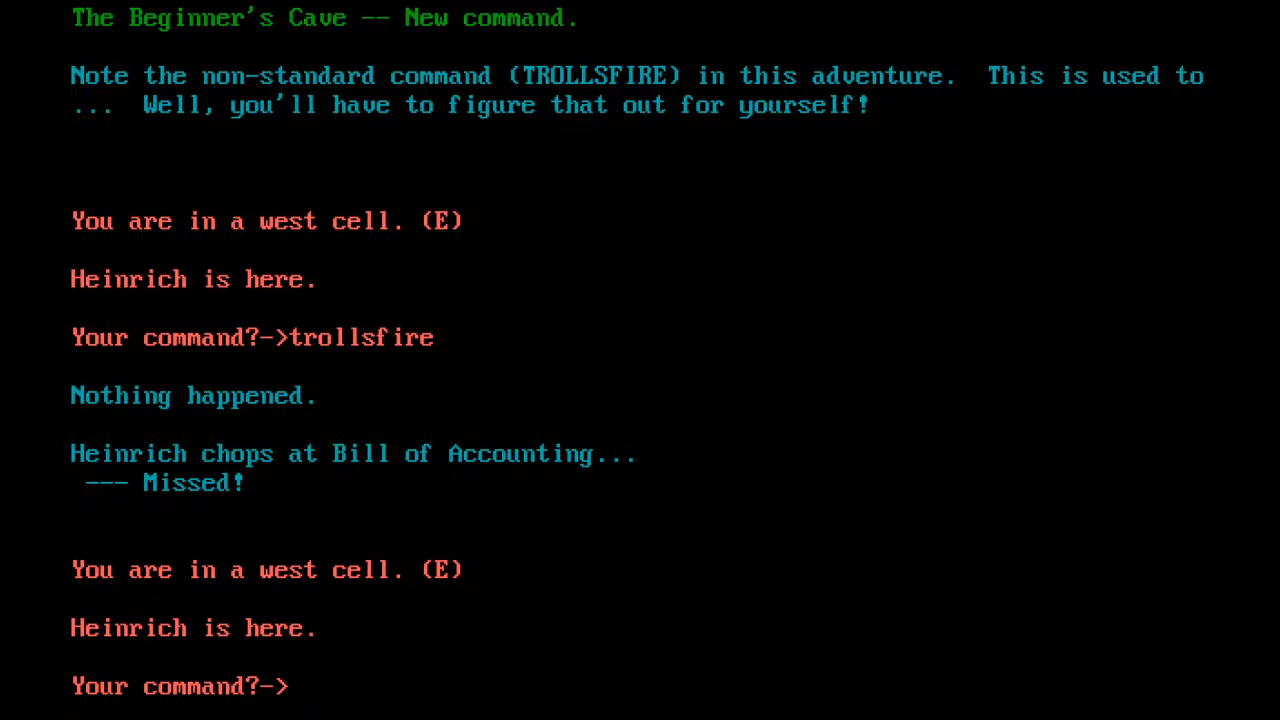 The Beginner's Cave -- New command.
Note the non-standard command (TROLLSFIRE) in this adventure.  This is used to
...  Well, you'll have to figure that out for yourself!
You are in a west cell. (E)
Heinrich is here.
Your command?->trollsfire
Nothing happened.
Heinrich chops at Bill of Accounting...
--- Missed!
You are in a west cell. (E)
Heinrich is here.
Your command?->